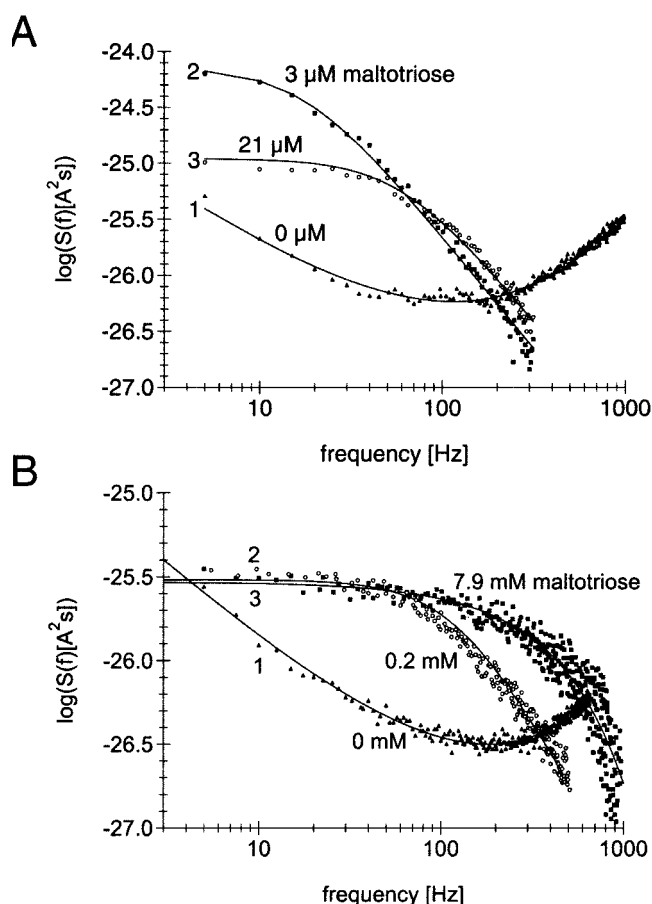 A
-24.0
2
3 µM maltotriose
-24.5
-25.0
3
21 µM
log(S(f)[A²s]
-25.5
1
0 µM
-26.0
-26.5
-27.0
10
100
1000
frequency [Hz]
B
-25.0
2
-25.5
7.9 mM maltotriose
3
log(S(f)[A²s]
-26.0
1
0.2 mM
-26.5
0 mM
-27.0
10
100
1000
frequency [Hz]